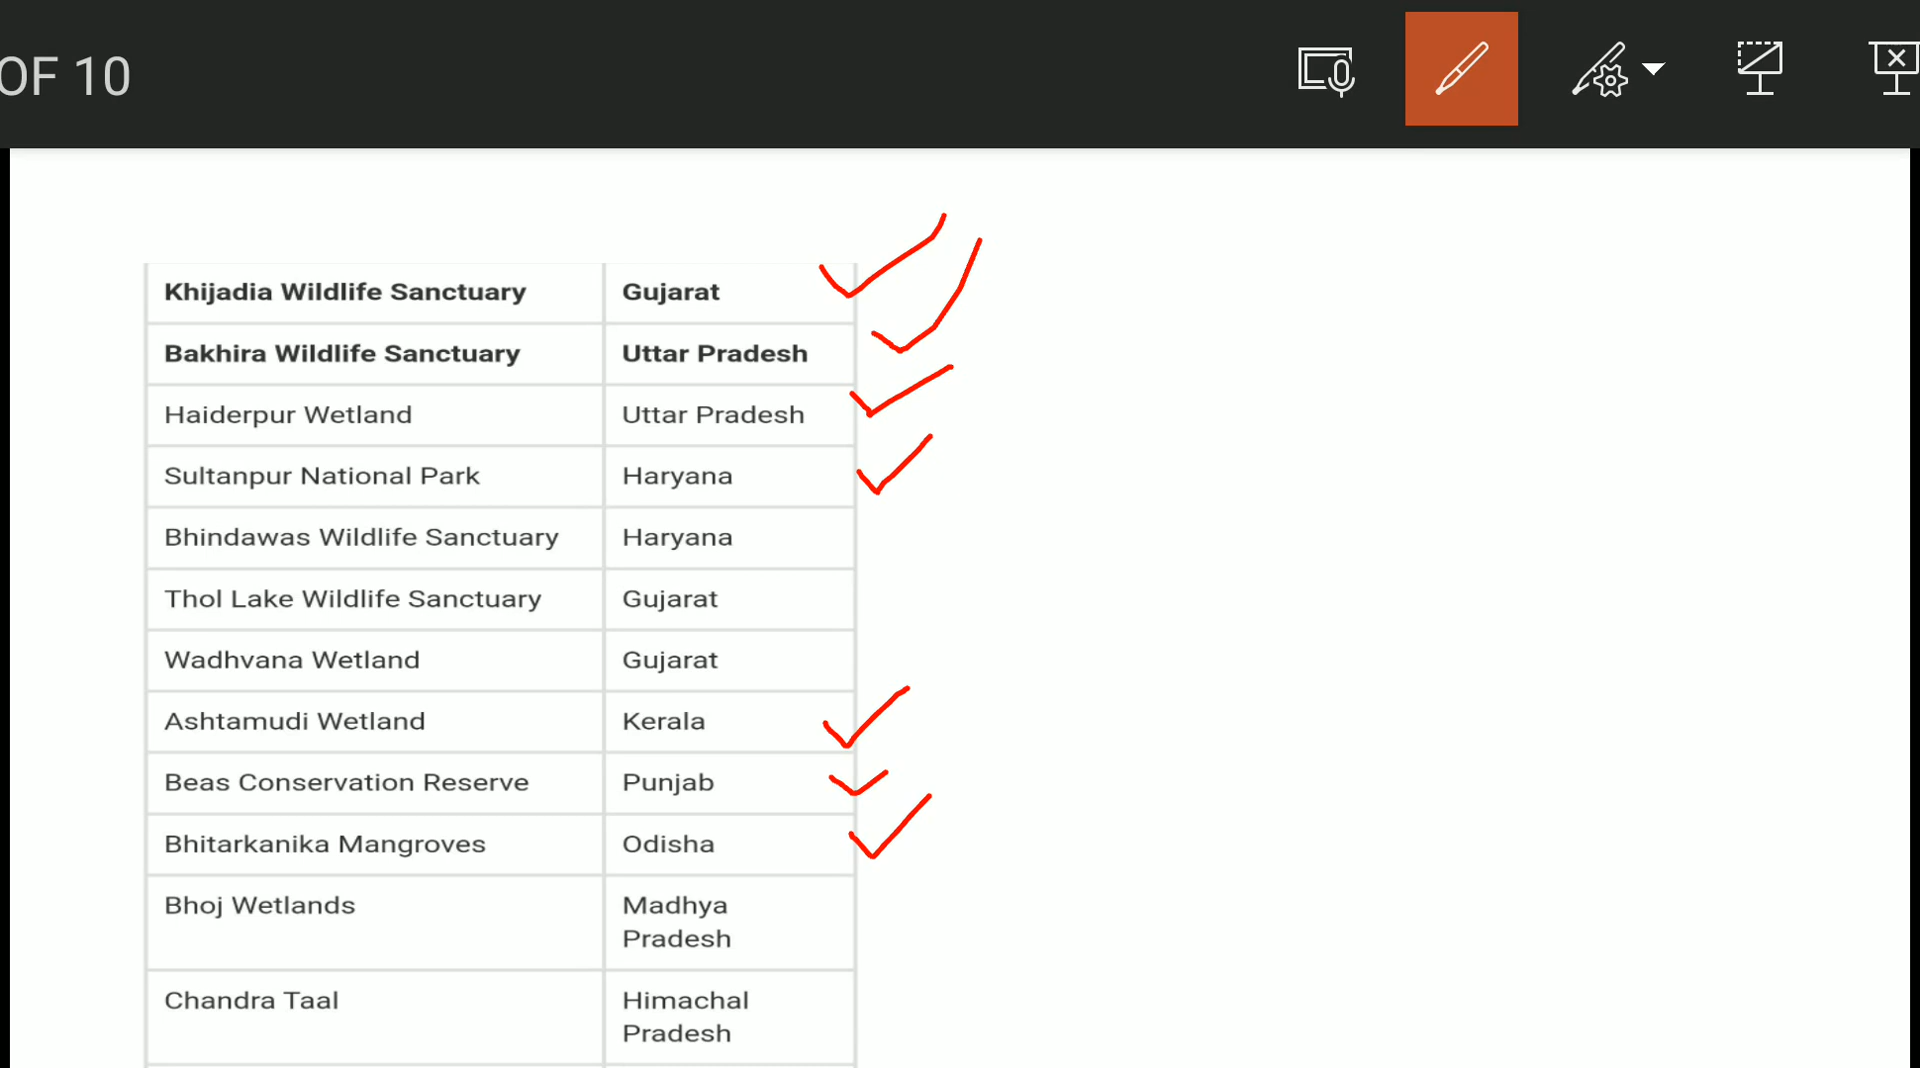 OF 10
Khijadia Wildlife Sanctuary Gujarat
Bakhira Wildlife Sanctuary Uttar Pradesh
Haiderpur Wetland Uttar Pradesh
Sultanpur National Park Haryana
Bhindawas Wildlife Sanctuary Haryana
Thol Lake Wildlife Sanctuary Gujarat
Wadhvana Wetland Gujarat
Ashtamudi Wetland Kerala
Beas Conservation Reserve Punjab
Bhitarkanika Mangroves Odisha
Bhoj Wetlands Madhya
Pradesh
Chandra Taal Himachal
Pradesh